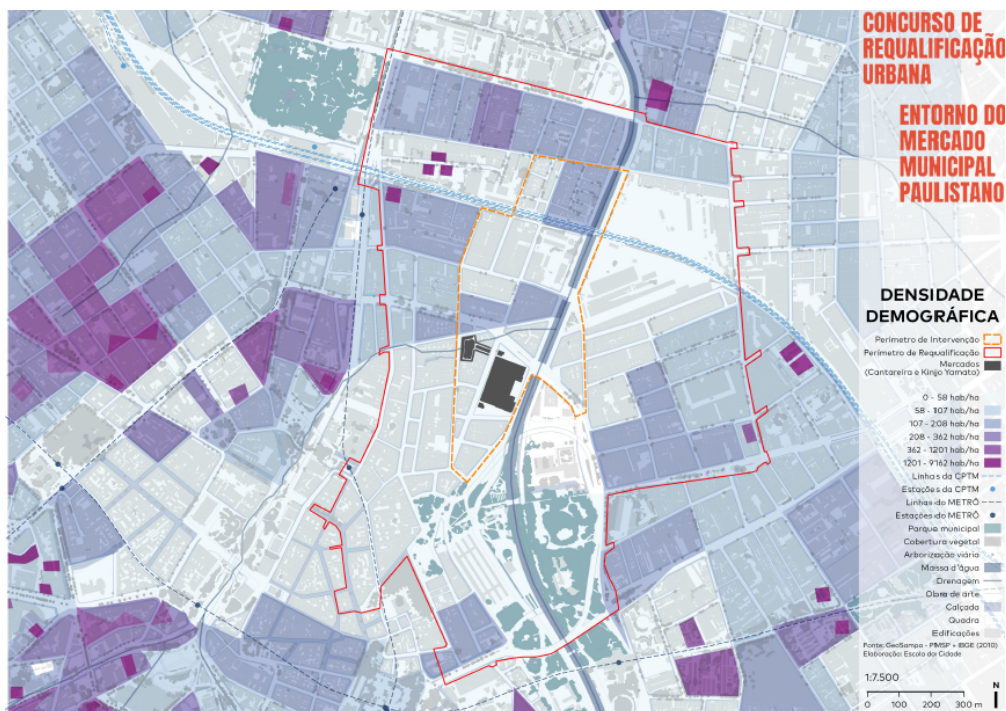 CONCURSO DE
REQUALIFICAÇÃO
URBANA
ENTORNO DO
MERCADO
MUNICIPAL
PAULISTANO
DENSIDADE
DEMOGRÁFICA
Perímetro de Intervenção
Perímetro de Requalificação
Mercados
(Cantareira e Kinjo Yamato)
0 - 58 hab/ha
58 - 107 hab/ha
107 - 208 hab/ha
208 - 362 hab/ha
362 - 1201 hab/ha
1201 - 9162 hab/ha
Linhas da CPTM
Estações da CPTM
Linhas do METRÔ
Estações do METRÔ
Parque municipal
Cobertura vegetal
Arborização viária
Massa d'água
Drenagem
Obra de arte
Calçada
Quadra
Edificações
Fonte: GeoSampa - PMSP + IBGE (2010)
Elaboração: Escola da Cidade
1:7.500
N
0 100 200 300 m